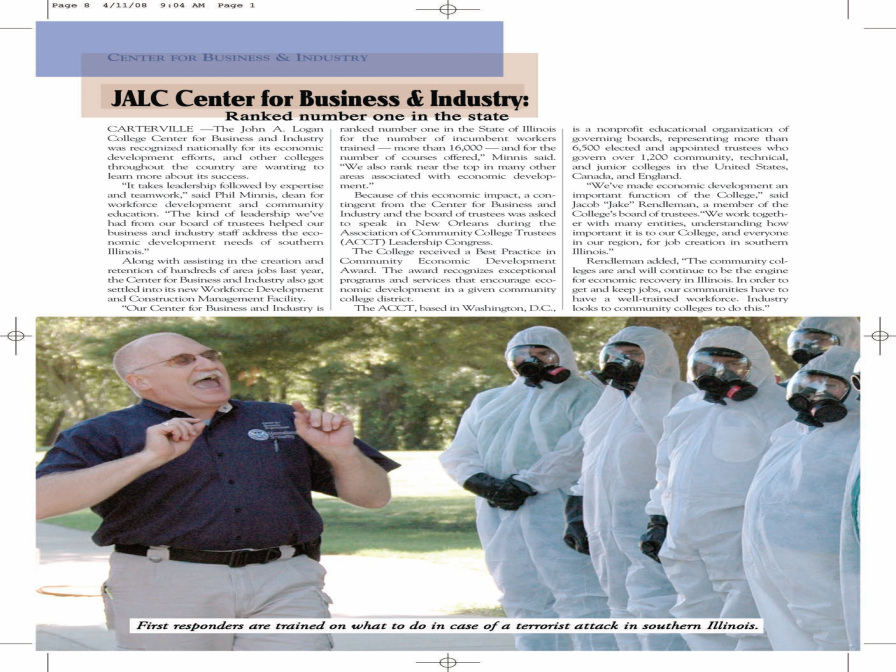 Page 8 4/11/08 9:04 AM Page 1
CENTER FOR BUSINESS & INDUSTRY
JALC Center for Business & Industry:
Ranked number one in the state
CARTERVILLE —The John A. Logan
College Center for Business and Industry
was recognized nationally for its economic
development efforts, and other colleges
throughout the country are wanting to
learn more about its success.
"It takes leadership followed by expertise
and teamwork," said Phil Minnis, dean for
workforce development and community
education. "The kind of leadership we've
had from our board of trustees helped our
business and industry staff address the eco-
nomic development needs of southern
Illinois."
Along with assisting in the creation and
retention of hundreds of area jobs last year,
the Center for Business and Industry also got
settled into its new Workforce Development
and Construction Management Facility.
"Our Center for Business and Industry is
ranked number one in the State of Illinois
for the number of incumbent workers
trained — more than 16,000 — and for the
number of courses offered," Minnis said.
"We also rank near the top in many other
areas associated with economic develop-
ment."
Because of this economic impact, a con-
tingent from the Center for Business and
Industry and the board of trustees was asked
to speak in New Orleans during the
Association of Community College Trustees
(ACCT) Leadership Congress.
The College received a Best Practice in
Community Economic Development
Award. The award recognizes exceptional
programs and services that encourage eco-
nomic development in a given community
college district.
The ACCT, based in Washington, D.C.,
is a nonprofit educational organization of
governing boards, representing more than
6,500 elected and appointed trustees who
govern over 1,200 community, technical,
and junior colleges in the United States,
Canada, and England.
"We've made economic development an
important function of the College," said
Jacob "Jake" Rendleman, a member of the
College's board of trustees."We work togeth-
er with many entities, understanding how
important it is to our College, and everyone
in our region, for job creation in southern
Illinois."
Rendleman added, "The community col-
leges are and will continue to be the engine
for economic recovery in Illinois. In order to
get and keep jobs, our communities have to
have a well-trained workforce. Industry
looks to community colleges to do this."
First responders are trained on what to do in case of a terrorist attack in southern Illinois.